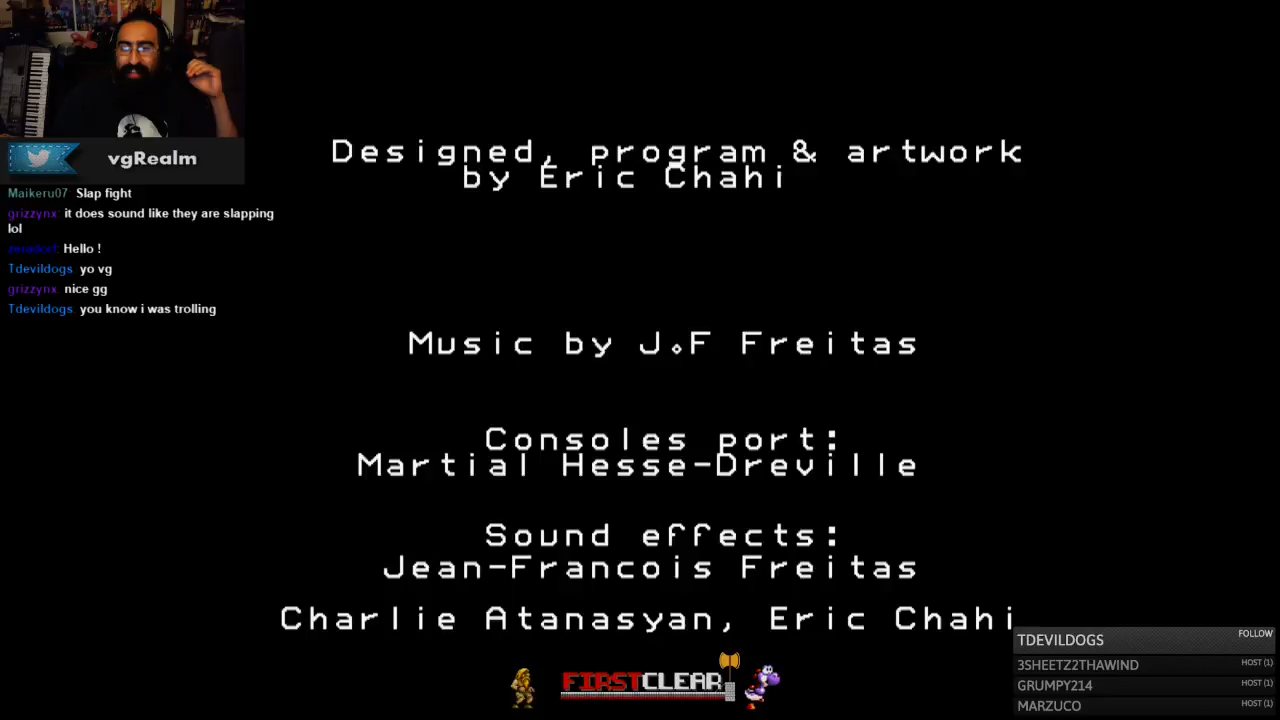 vgRealm
Maikeru07 Slap fight
grizzynx: it does sound like they are slapping
lol
Hello !
Tdevildogs: yo vg
grizzynx: nice gg
Tdevildogs: you know i was trolling
Designed, program & artwork
by Eric Chahi
Music by J.F Freitas
Consoles port:
Martial Hesse-Dreville
Sound effects:
Jean-Francois Freitas
Charlie Atanasyan, Eric Chahi
FIRSTCLEAR
TDEVILDOGS FOLLOW
3SHEETZ2THAWIND HOST (1)
GRUMPY214 HOST (1)
MARZUCO HOST (1)